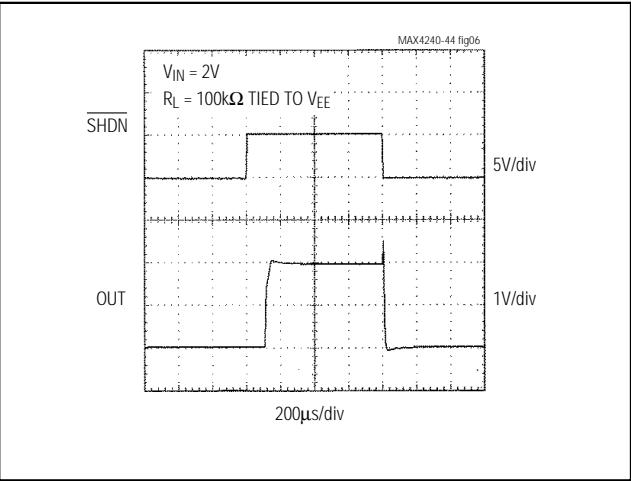 MAX4240-44 fig06
V_IN = 2V
R_L = 100kΩ TIED TO V_EE
SHDN
5V/div
OUT
1V/div
200µs/div